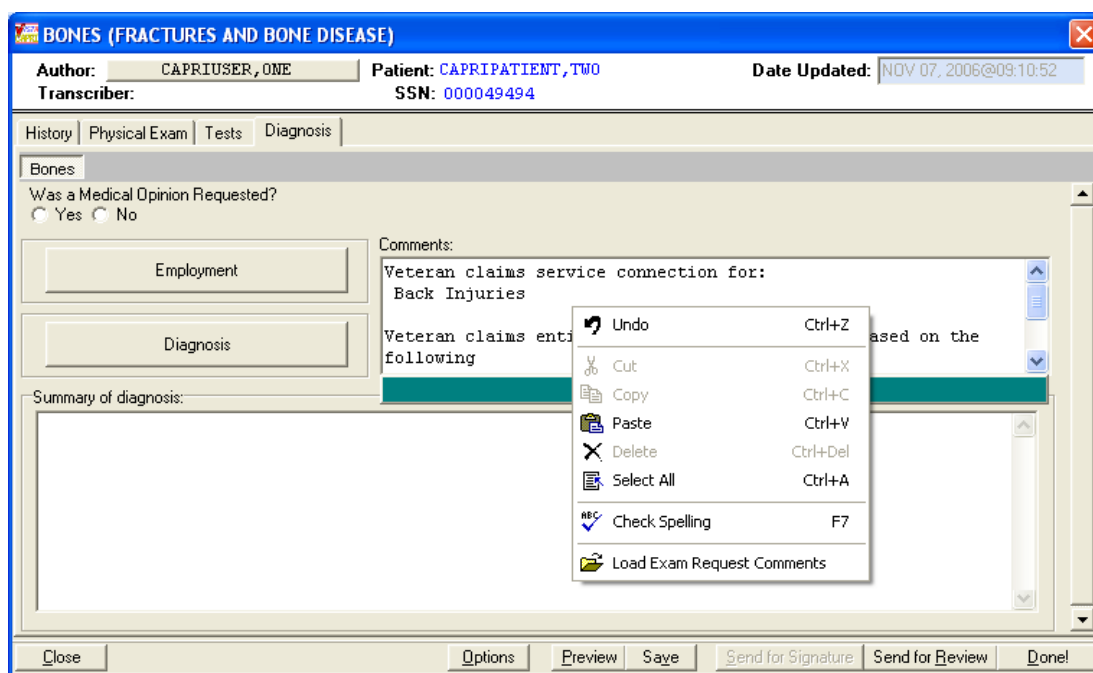 BONES (FRACTURES AND BONE DISEASE)
Author: CAPRIUSER,ONE Patient: CAPRIPATIENT,TWO Date Updated: NOV 07, 2006@09:10:52
Transcriber: SSN: 000049494
History Physical Exam Tests Diagnosis
Bones
Was a Medical Opinion Requested?
Yes No
Comments:
Employment
Veteran claims service connection for:
Back Injuries
Diagnosis
Veteran claims enti ased on the
following
Undo Ctrl+Z
Cut Ctrl+X
Copy Ctrl+C
Paste Ctrl+V
Delete Ctrl+Del
Select All Ctrl+A
ABC Check Spelling F7
Load Exam Request Comments
Summary of diagnosis:
Close Options Preview Save Send for Signature Send for Review Done!